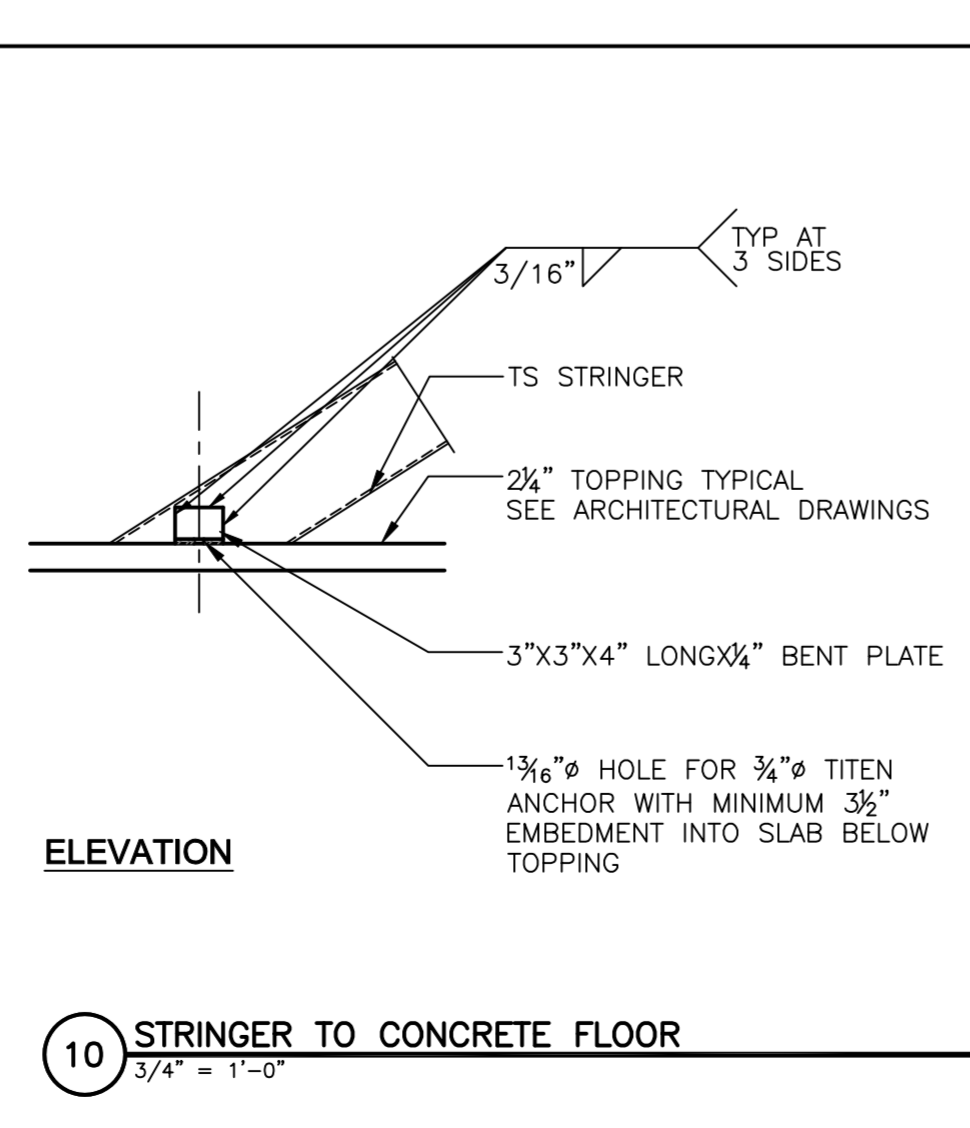 TYP AT
3 SIDES
3/16”
TS STRINGER
2¼” TOPPING TYPICAL
SEE ARCHITECTURAL DRAWINGS
3”X3”X4” LONGX¼” BENT PLATE
13/16”ø HOLE FOR ¾”ø TITEN
ANCHOR WITH MINIMUM 3½”
EMBEDMENT INTO SLAB BELOW
TOPPING
ELEVATION
10
STRINGER TO CONCRETE FLOOR
3/4” = 1’-0”